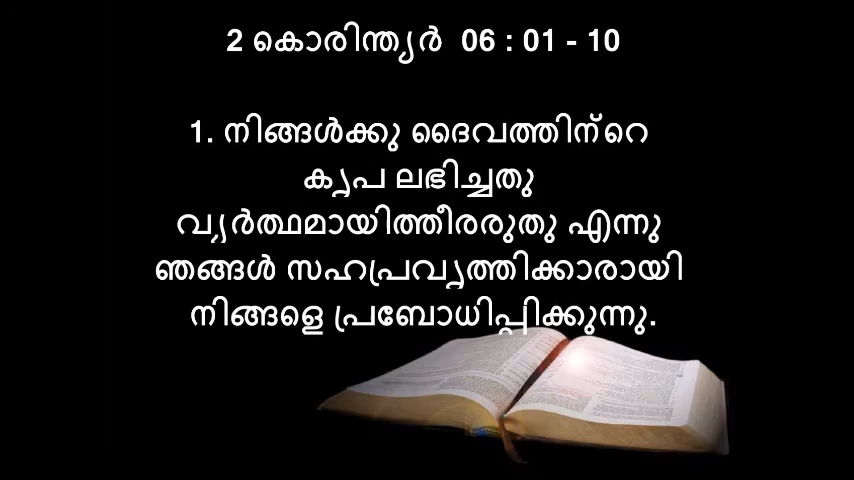 2 കൊരിന്ത്യർ 06 : 01 - 10
1. നിങ്ങൾക്കു ദൈവത്തിന്റെ
കൃപ ലഭിച്ചതു
വ്യർത്ഥമായിത്തീരരുതു എന്നു
ഞങ്ങൾ സഹപ്രവൃത്തിക്കാരായി
നിങ്ങളെ പ്രബോധിപ്പിക്കുന്നു.